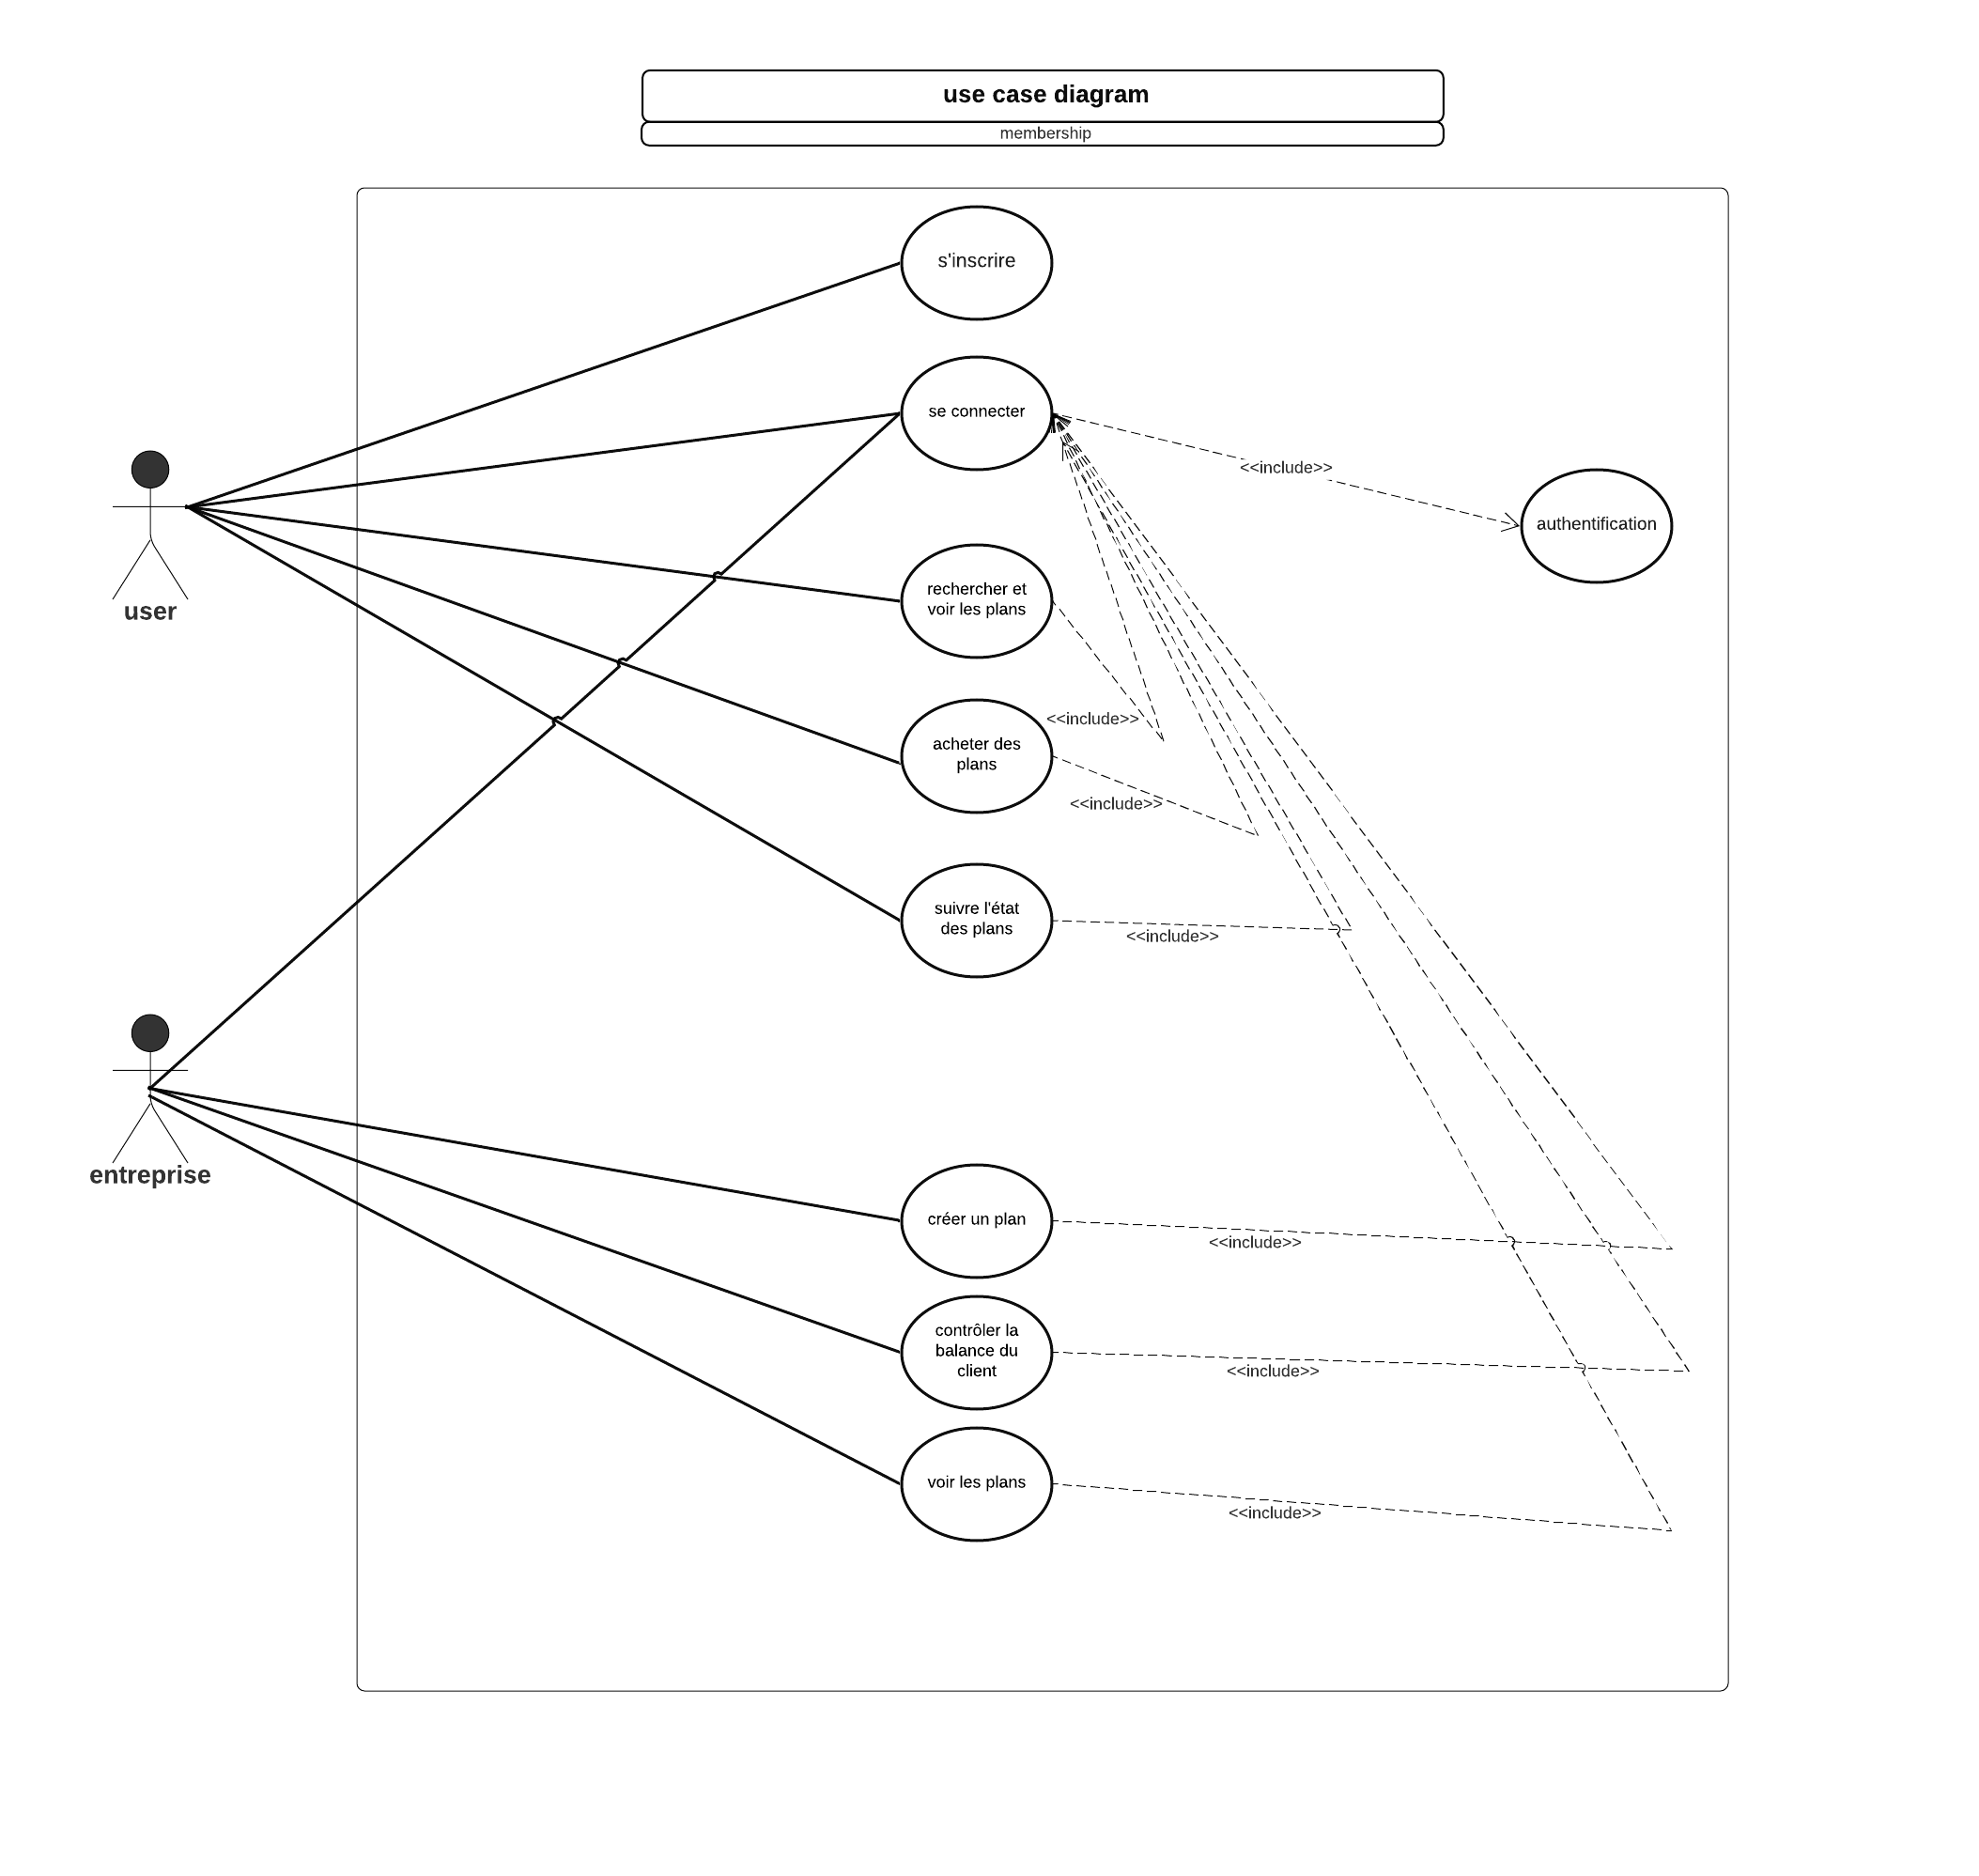 use case diagram
membership
s'inscrire
se connecter
<<include>>
authentification
user
rechercher et
voir les plans
<<include>>
acheter des
plans
<<include>>
suivre l'état
des plans
<<include>>
entreprise
créer un plan
<<include>>
contrôler la
balance du
client
<<include>>
voir les plans
<<include>>